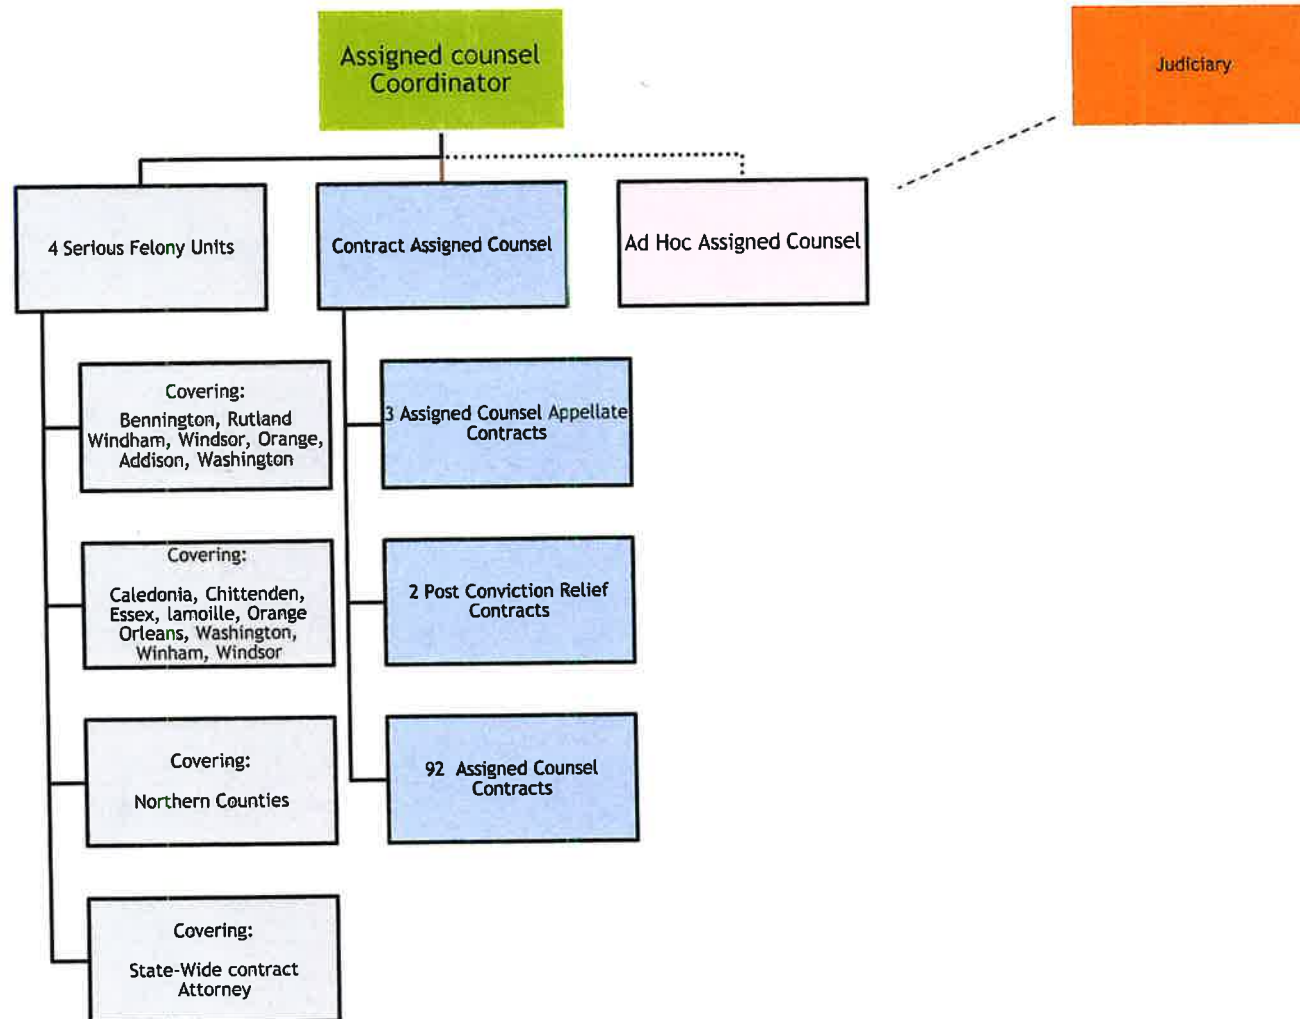 Assigned counsel
Coordinator
Judiciary
4 Serious Felony Units
Contract Assigned Counsel
Ad Hoc Assigned Counsel
Covering:
Bennington, Rutland
Windham, Windsor, Orange,
Addison, Washington
3 Assigned Counsel Appellate
Contracts
Covering:
Caledonia, Chittenden,
Essex, lamoille, Orange
Orleans, Washington,
Winham, Windsor
2 Post Conviction Relief
Contracts
Covering:
Northern Counties
92 Assigned Counsel
Contracts
Covering:
State-Wide contract
Attorney